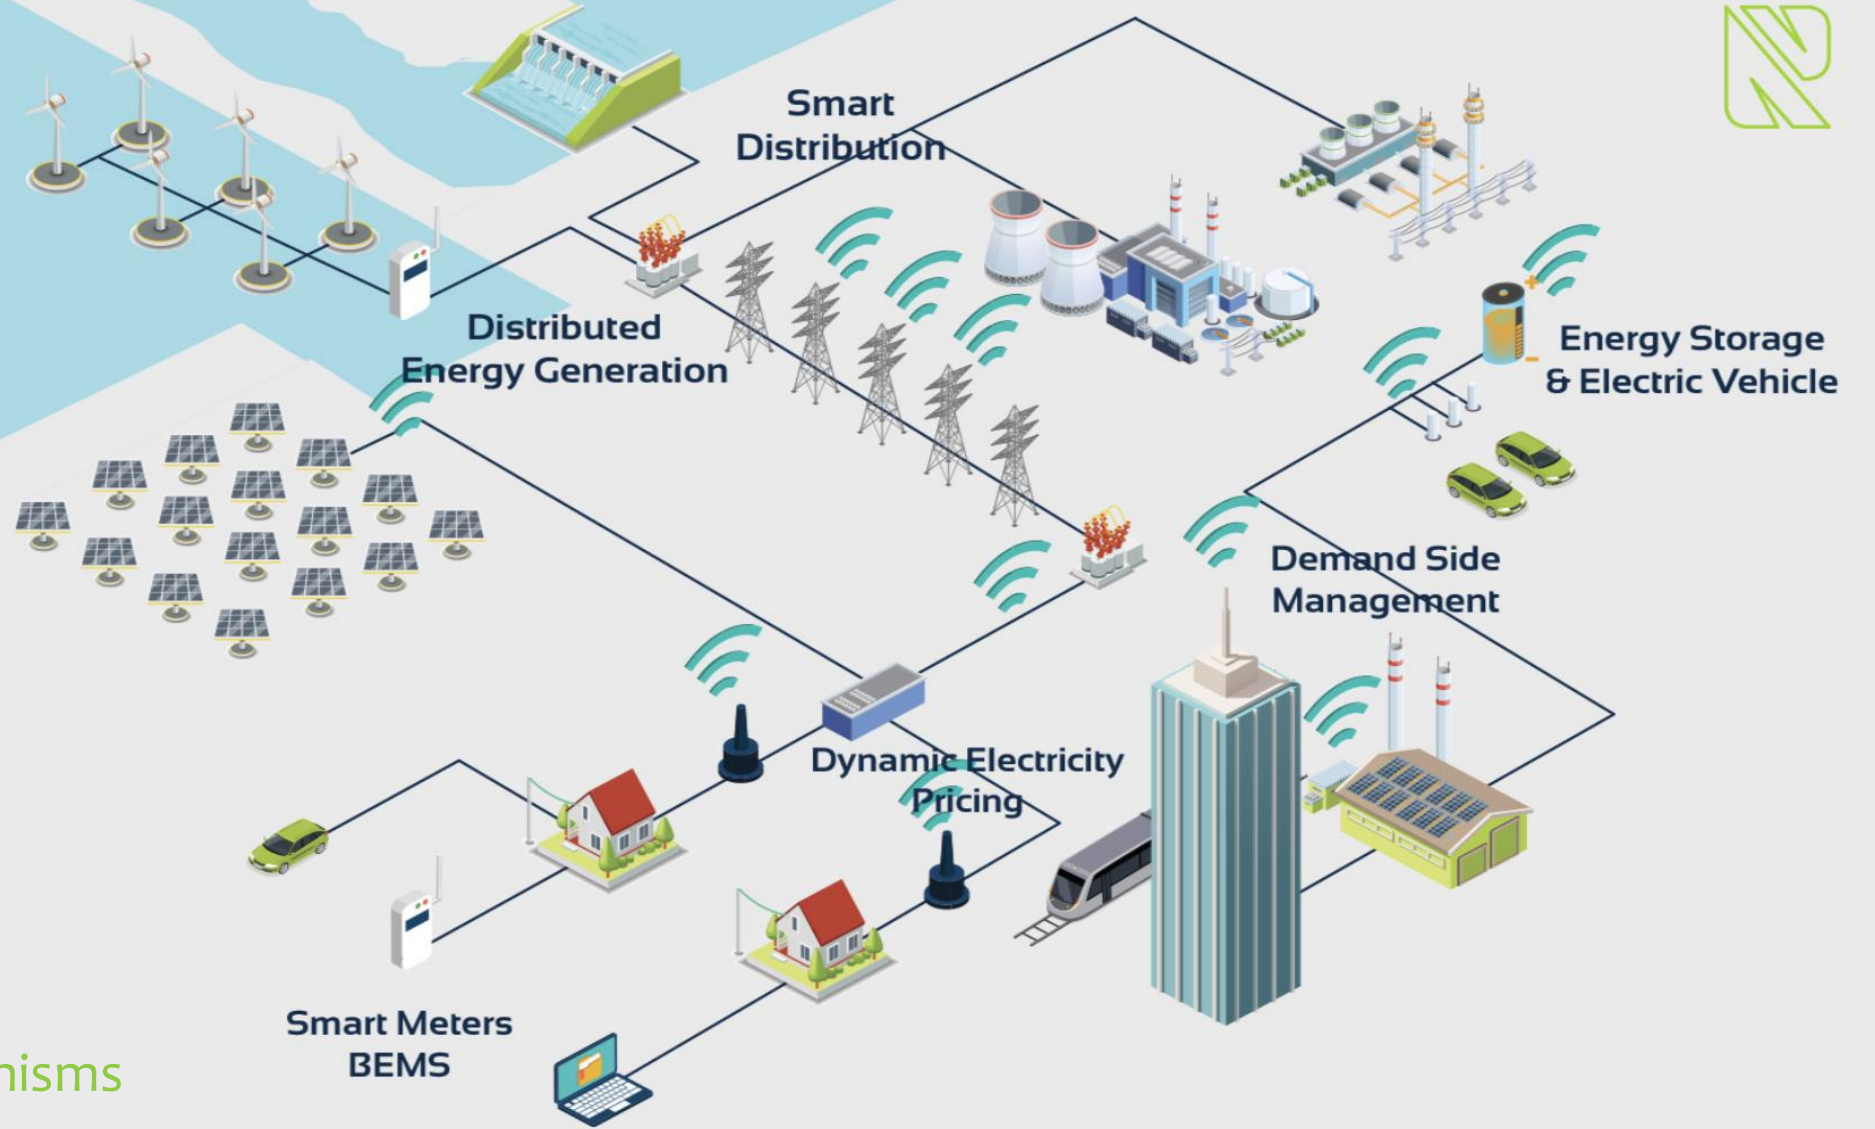 Smart
Distribution
Distributed
Energy Generation
Energy Storage
& Electric Vehicle
Demand Side
Management
Dynamic Electricity
Pricing
Smart Meters
BEMS
nisms